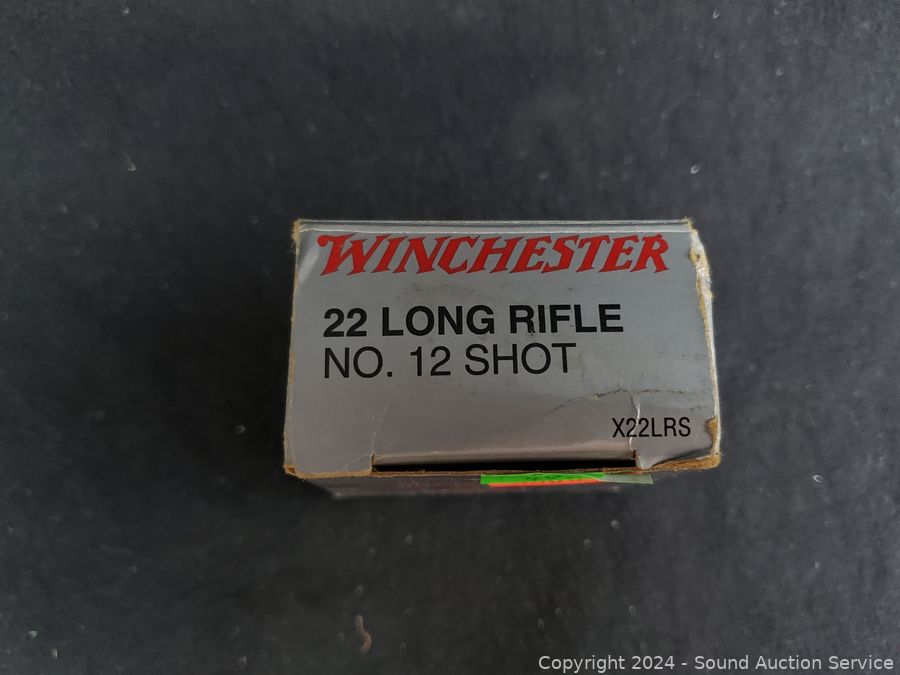 WINCHESTER
22 LONG RIFLE
NO. 12 SHOT
X22LRS
Copyright © 2024 - Sound Auction Service